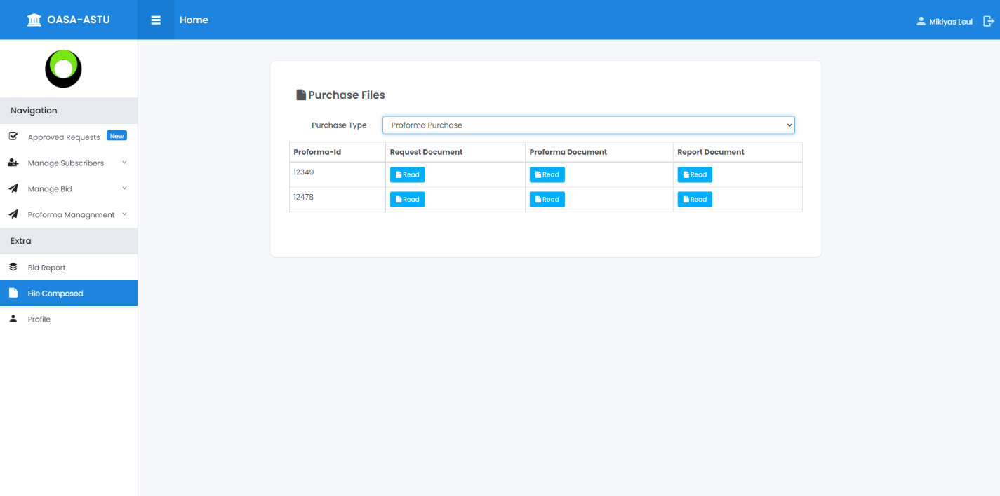 OASA-ASTU
Home
Mikiyas Leul
Navigation
Approved Requests New
Manage Subscribers
Manage Bid
Proforma Managnment
Extra
Bid Report
File Composed
Profile
Purchase Files
Purchase Type Proforma Purchase
Proforma-Id Request Document Proforma Document Report Document
12349 Read Read Read
12478 Read Read Read